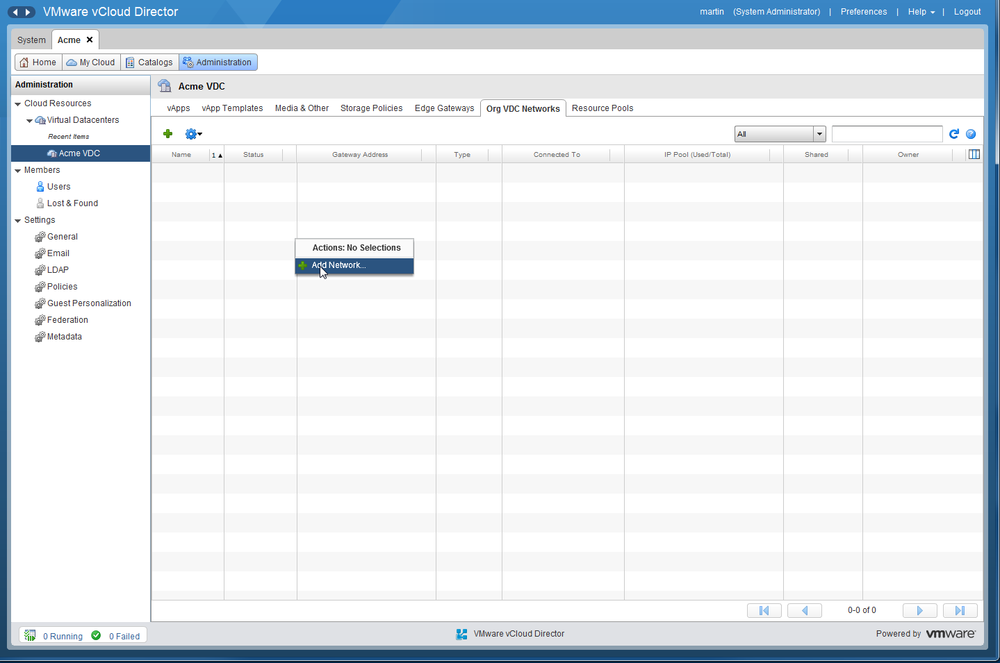 VMware vCloud Director
martin (System Administrator) | Preferences | Help | Logout
System Acme
Home My Cloud Catalogs Administration
Administration
Cloud Resources
Virtual Datacenters
Recent Items
Acme VDC
Members
Users
Lost & Found
Settings
General
Email
LDAP
Policies
Guest Personalization
Federation
Metadata
Acme VDC
vApps vApp Templates Media & Other Storage Policies Edge Gateways Org VDC Networks Resource Pools
All
Name 1 ▲ Status Gateway Address Type Connected To IP Pool (Used/Total) Shared Owner
Actions: No Selections
Add Network...
0-0 of 0
0 Running 0 Failed
VMware vCloud Director
Powered by vmware